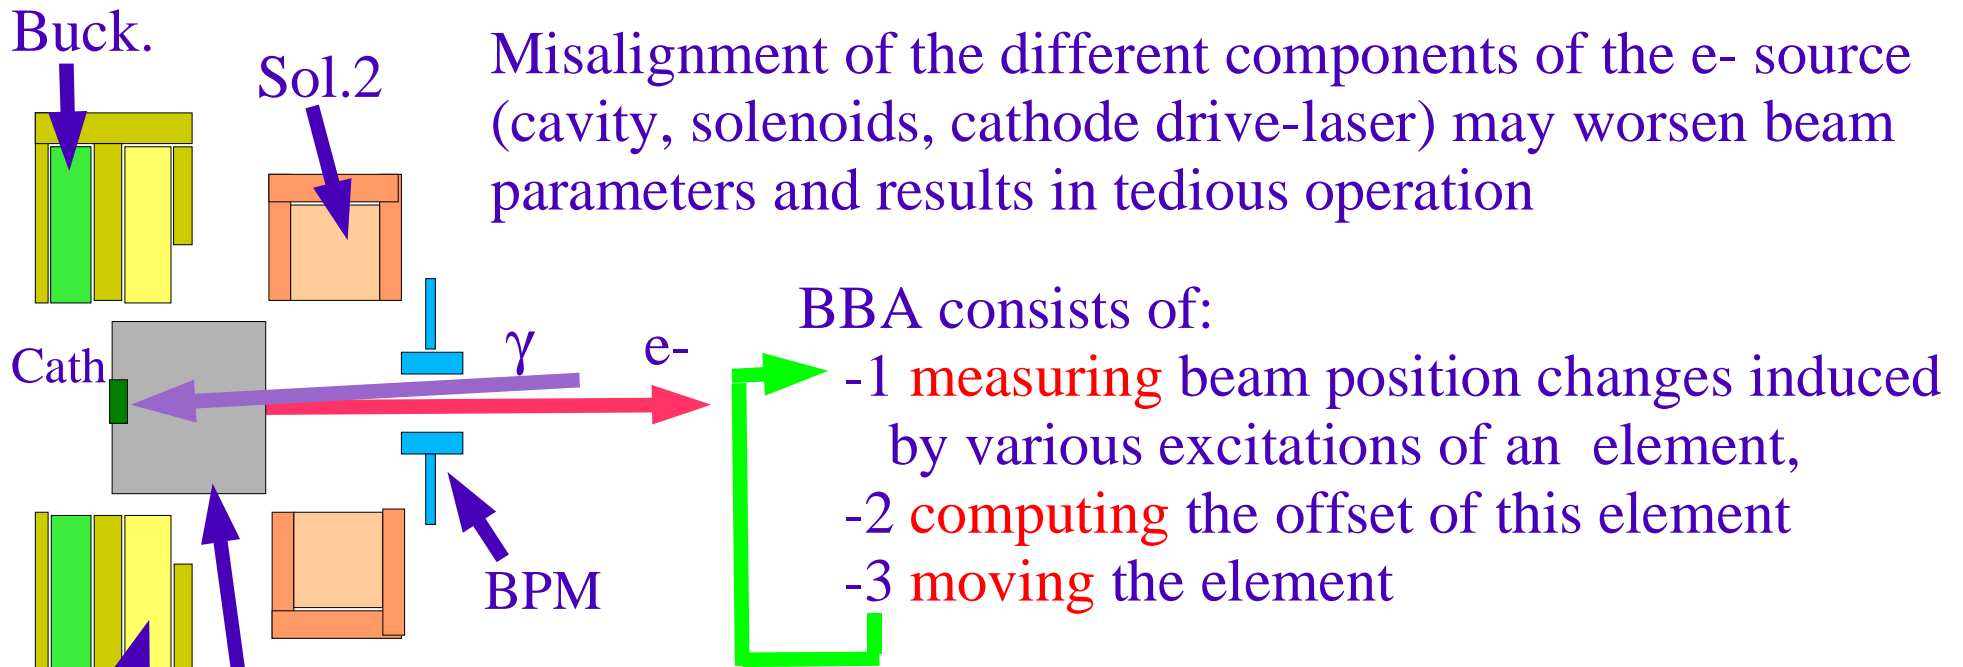 Buck.
Sol.2
Misalignment of the different components of the e- source
(cavity, solenoids, cathode drive-laser) may worsen beam
parameters and results in tedious operation
BBA consists of:
γ
e-
Cath
-1 measuring beam position changes induced
by various excitations of an element,
-2 computing the offset of this element
-3 moving the element
BPM